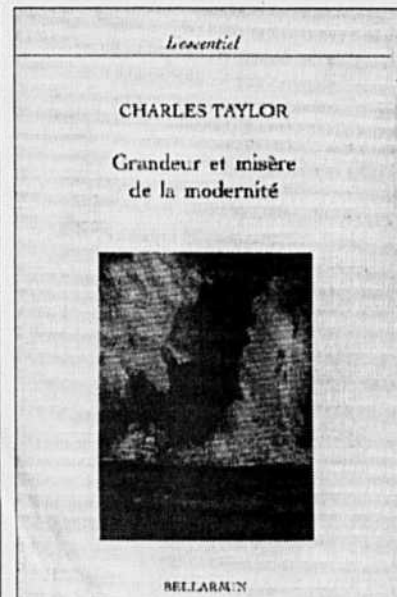 L'essentiel
CHARLES TAYLOR
Grandeur et misère
de la modernité
BELLARMIN